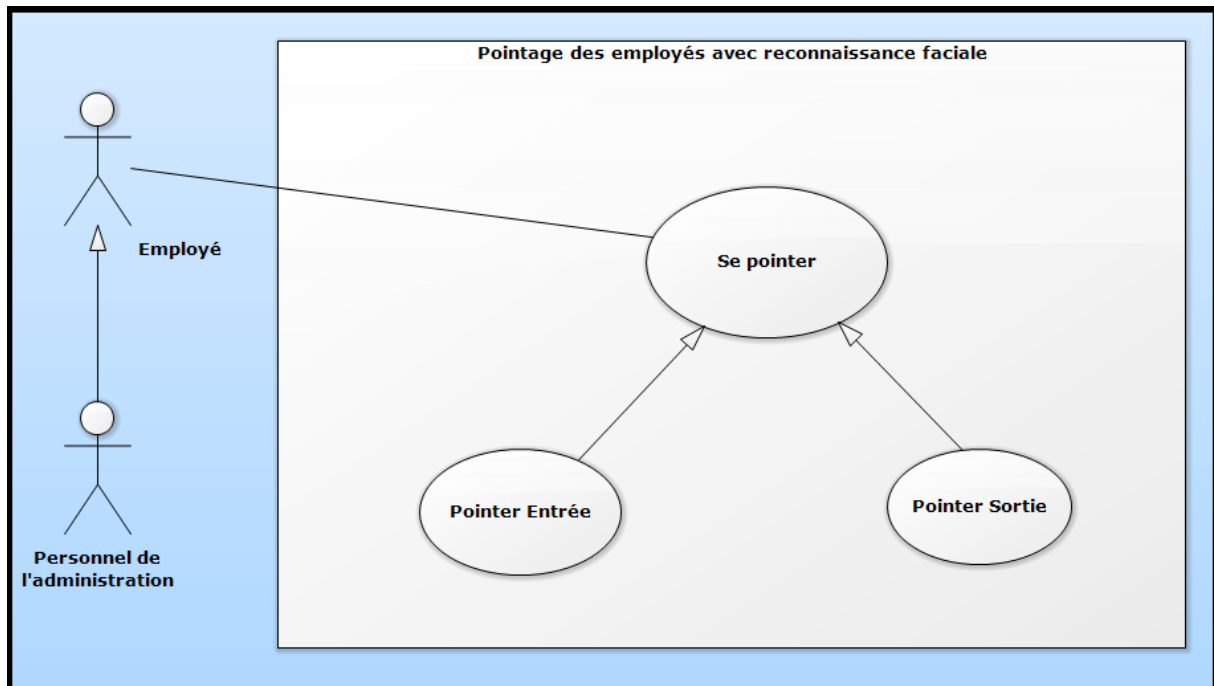 Pointage des employés avec reconnaissance faciale
Employé
Se pointer
Pointer Entrée
Pointer Sortie
Personnel de
l'administration